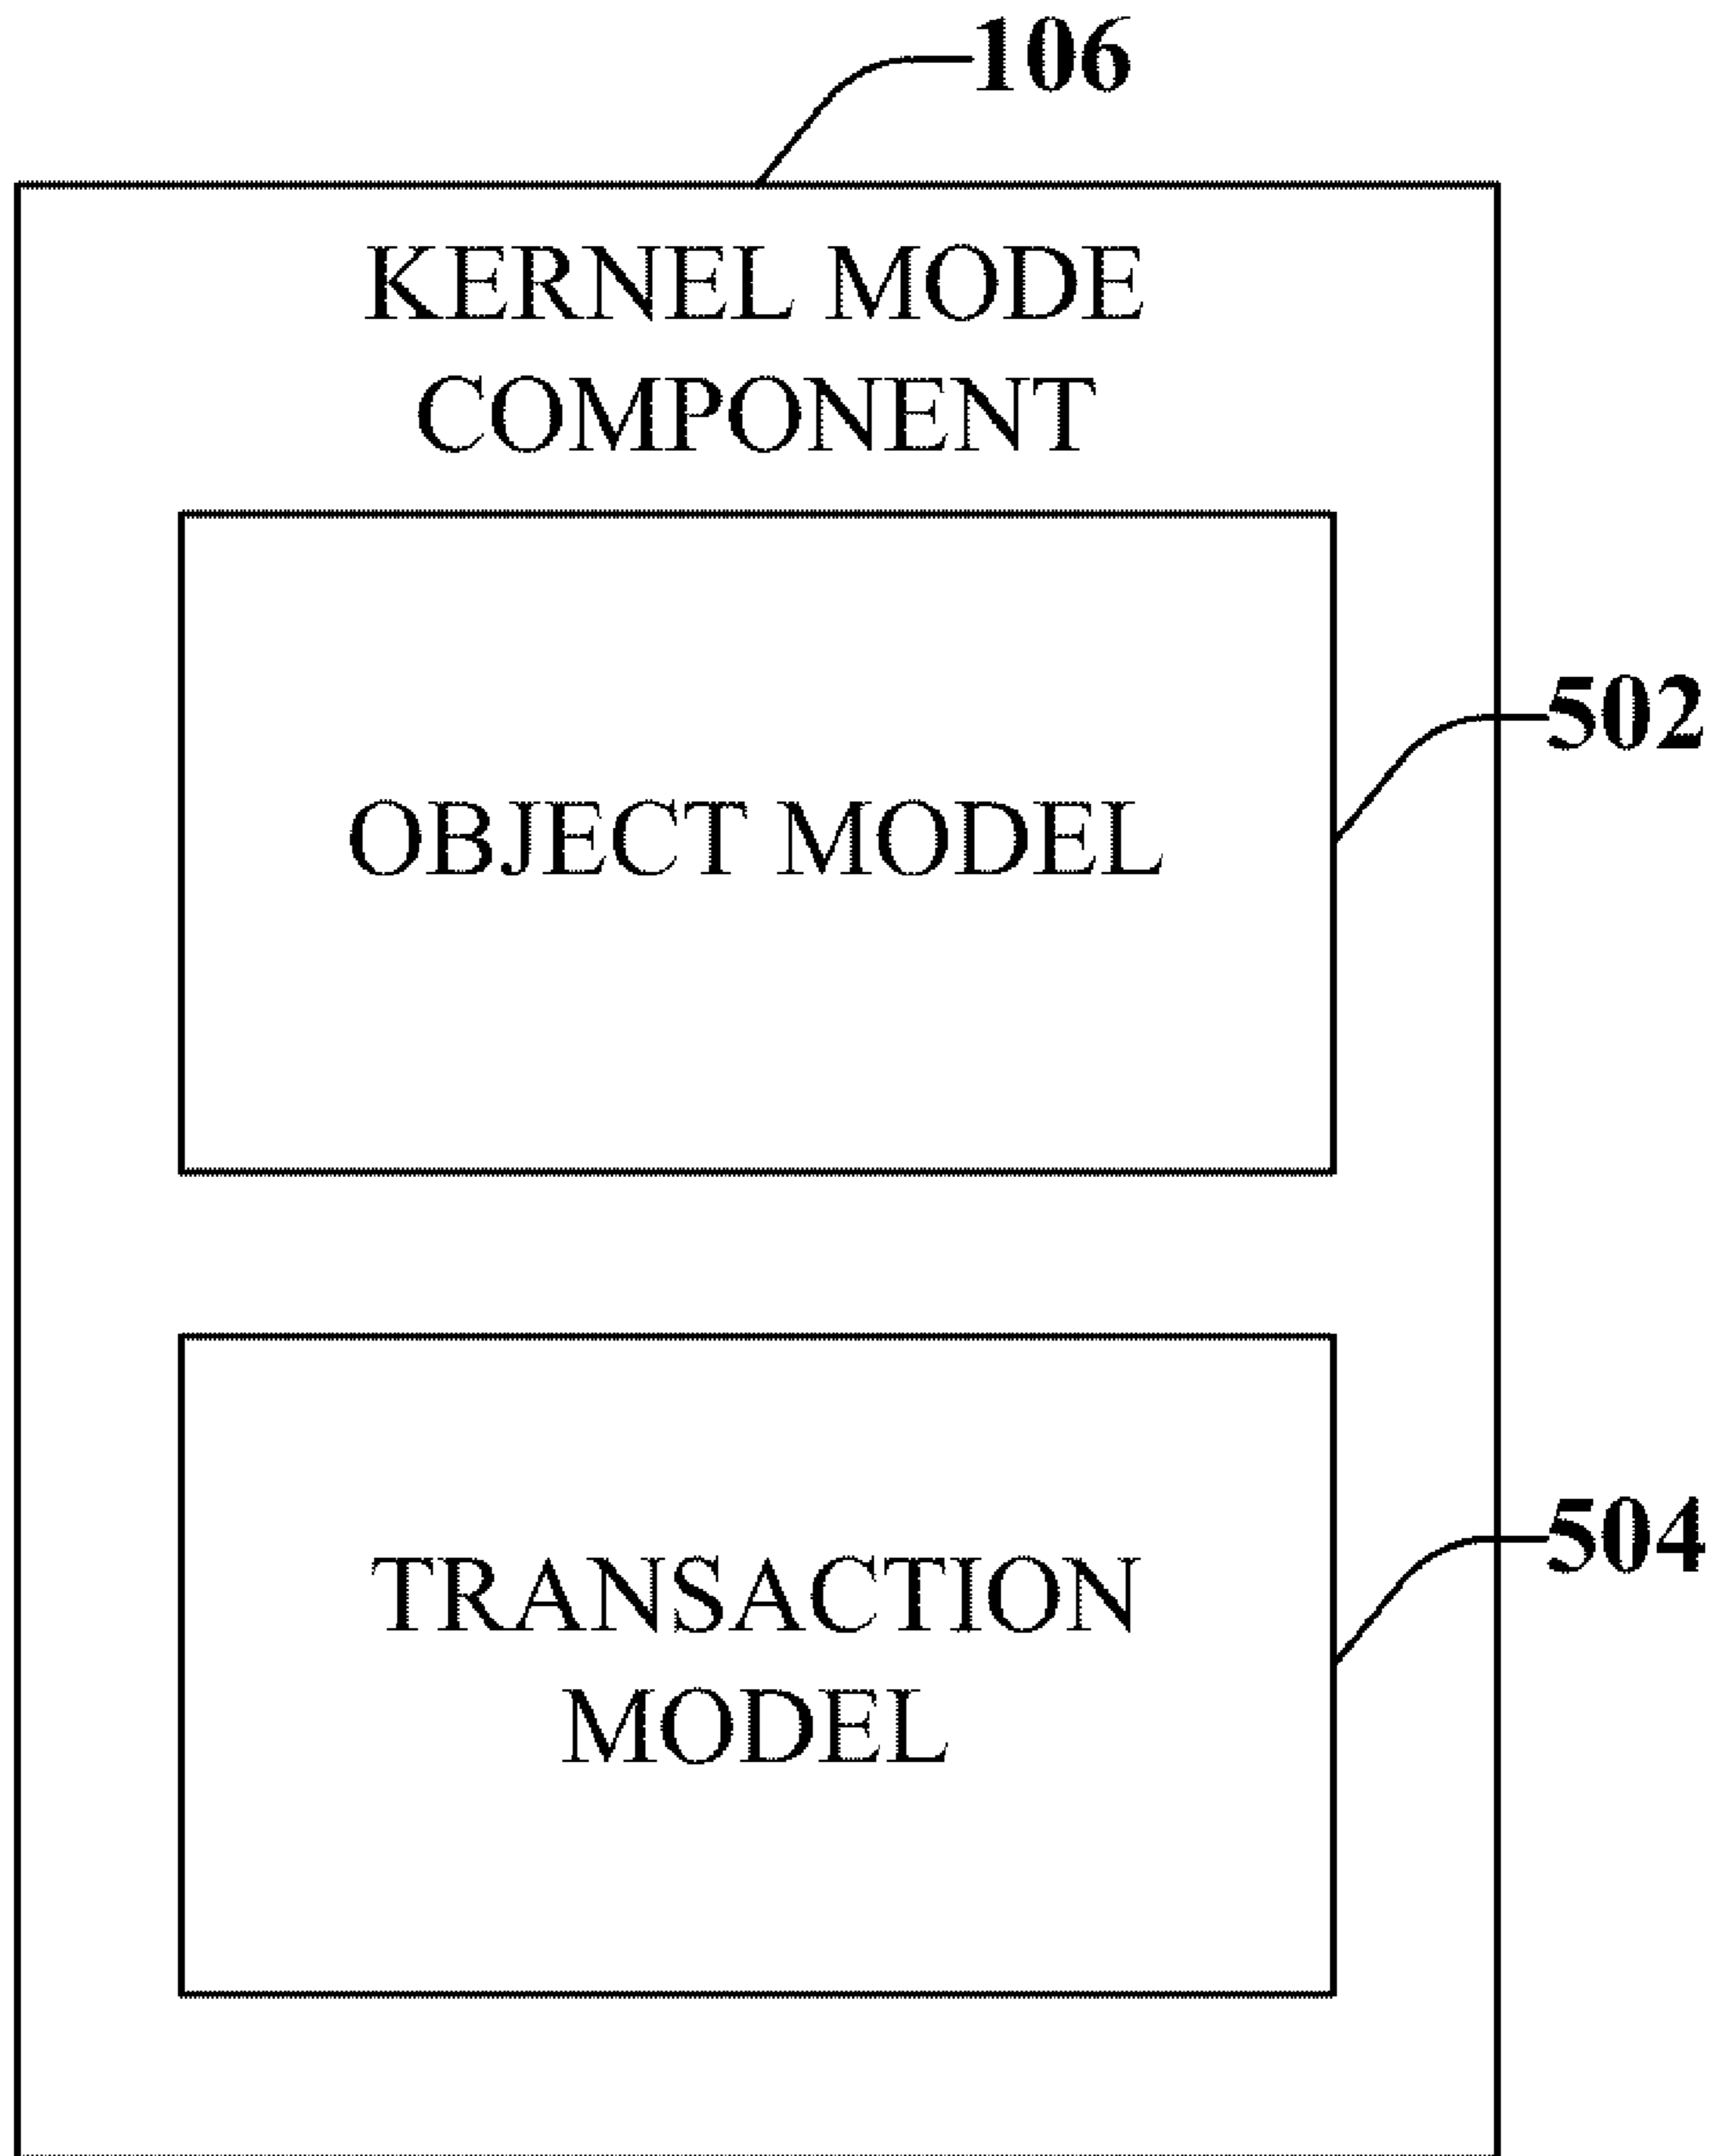 106
KERNEL MODE
COMPONENT
502
OBJECT MODEL
504
TRANSACTION
MODEL